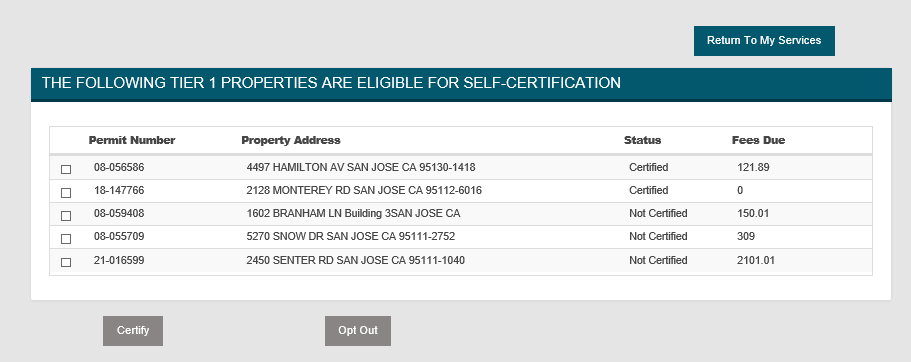 Return To My Services
THE FOLLOWING TIER 1 PROPERTIES ARE ELIGIBLE FOR SELF-CERTIFICATION
Permit Number Property Address Status Fees Due
08-056586 4497 HAMILTON AV SAN JOSE CA 95130-1418 Certified 121.89
18-147766 2128 MONTEREY RD SAN JOSE CA 95112-6016 Certified 0
08-059408 1602 BRANHAM LN Building 3SAN JOSE CA Not Certified 150.01
08-055709 5270 SNOW DR SAN JOSE CA 95111-2752 Not Certified 309
21-016599 2450 SENTER RD SAN JOSE CA 95111-1040 Not Certified 2101.01
Certify Opt Out